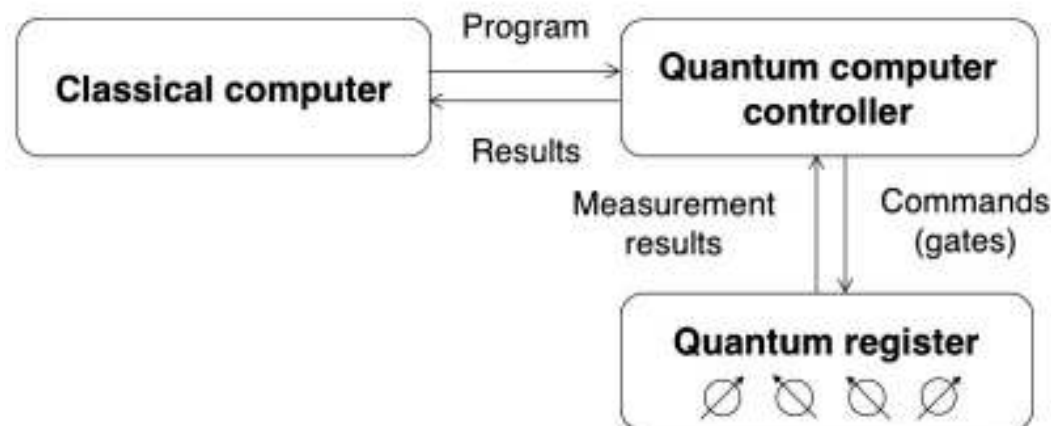 Program
Classical computer
Quantum computer
controller
Results
Measurement
results
Commands
(gates)
Quantum register